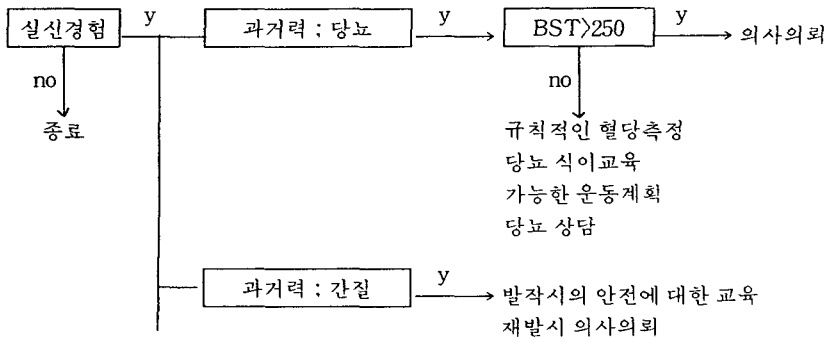 실신경험 y 과거력 ; 당뇨 y BST>250 y 의사의뢰
no no
종료 규칙적인 혈당측정
당뇨 식이교육
가능한 운동계획
당뇨 상담
과거력 ; 간질 y 발작시의 안전에 대한 교육
재발시 의사의뢰